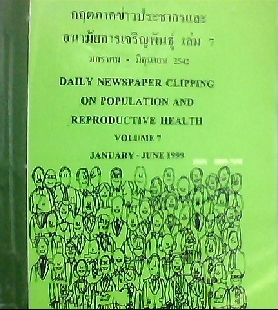 กฤตภาคข่าวประชากรและ
อนามัยการเจริญพันธุ์ เล่ม 7
มกราคม - มิถุนายน 2542
DAILY NEWSPAPER CLIPPING
ON POPULATION AND
REPRODUCTIVE HEALTH
VOLUME 7
JANUARY - JUNE 1999